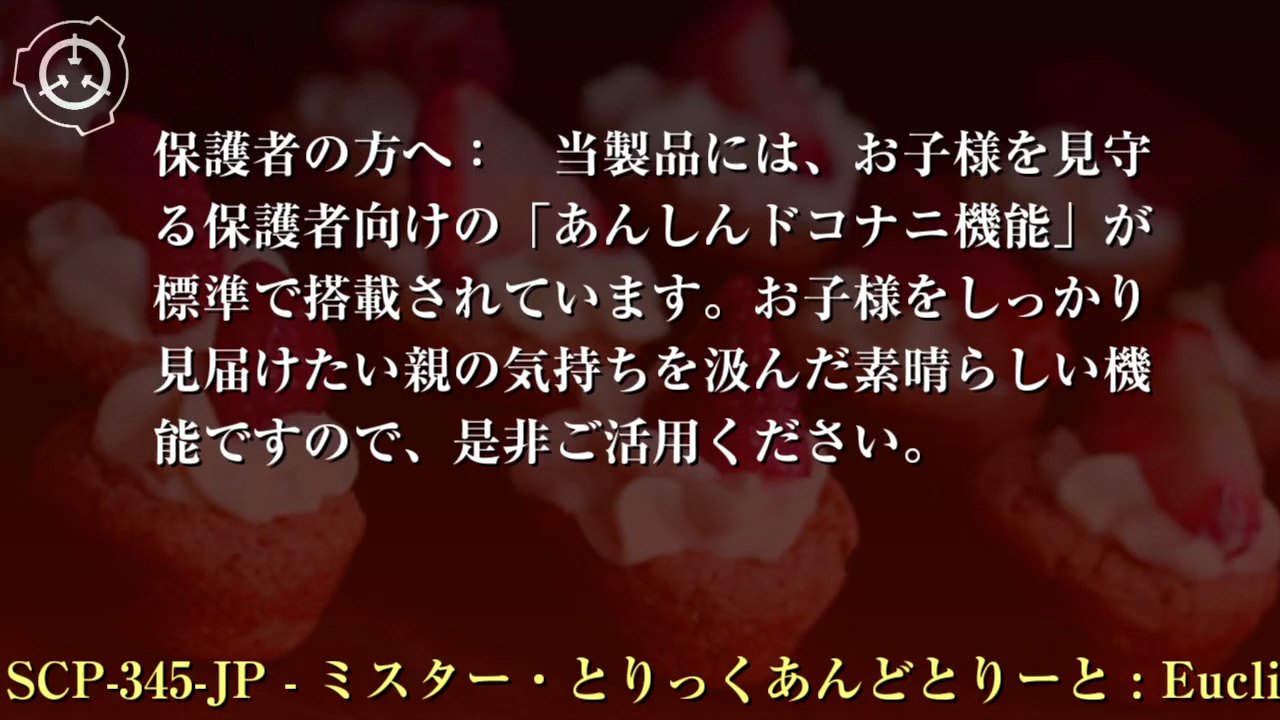 保護者の方へ：　当製品には、お子様を見守
る保護者向けの「あんしんドコナニ機能」が
標準で搭載されています。お子様をしっかり
見届けたい親の気持ちを汲んだ素晴らしい機
能ですので、是非ご活用ください。
SCP-345-JP - ミスター・とりっくあんどとりーと : Eucli